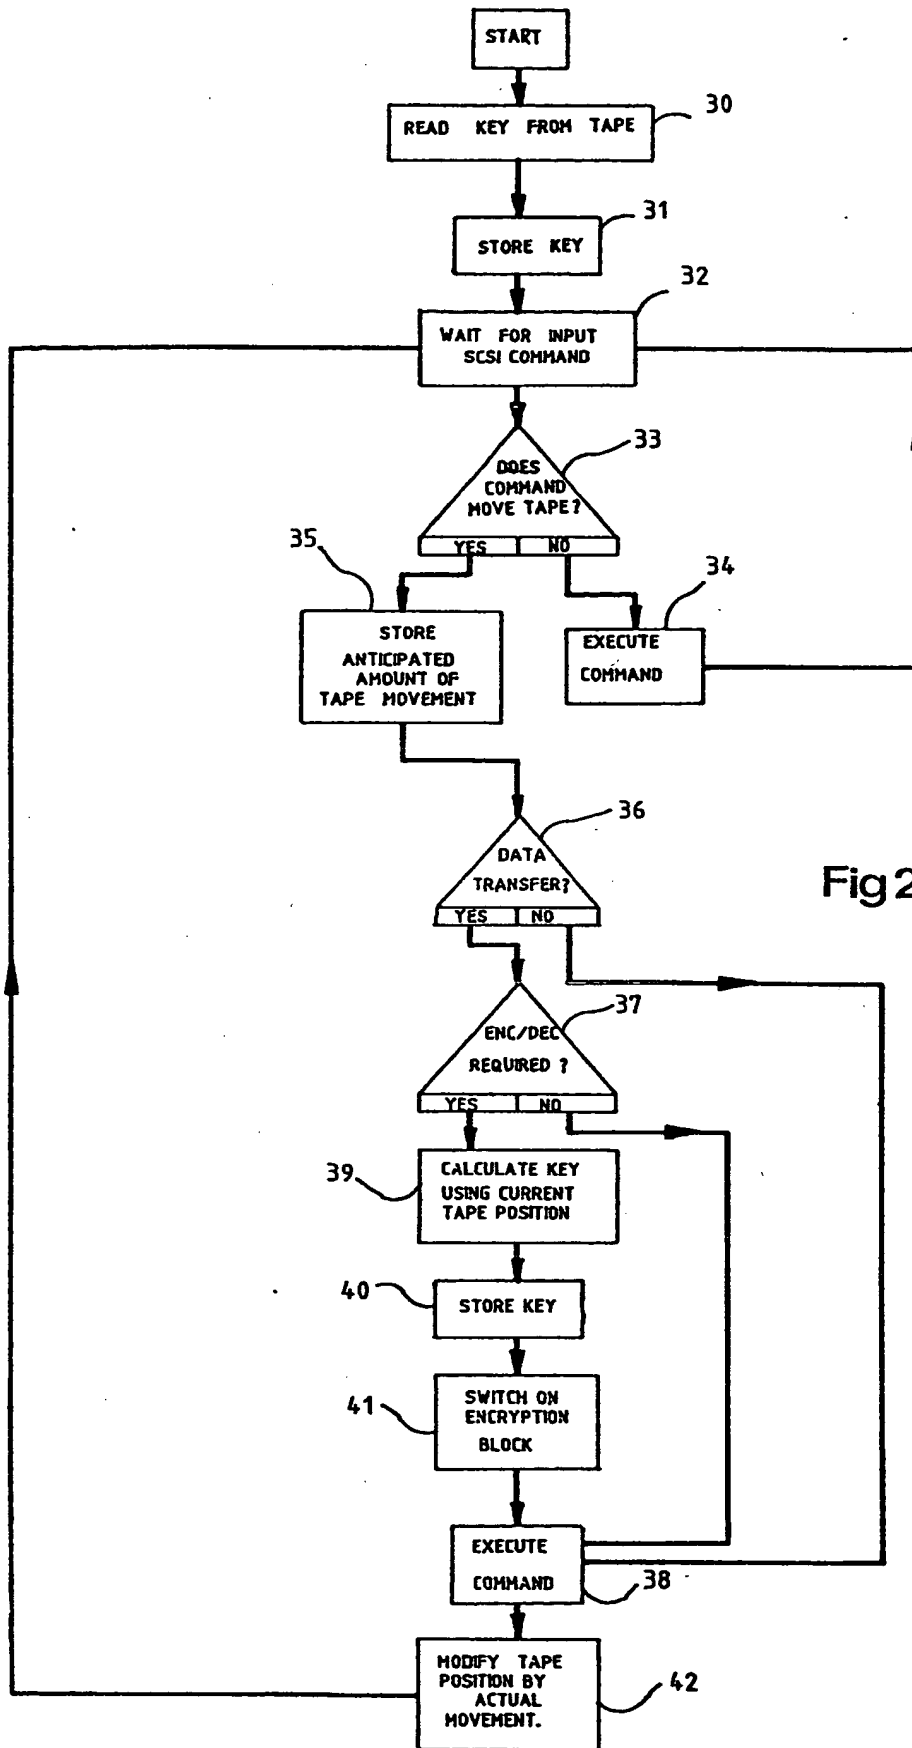 START
READ KEY FROM TAPE
30
STORE KEY
31
WAIT FOR INPUT
SCSI COMMAND
32
DOES
COMMAND
MOVE TAPE?
33
YES NO
35
STORE
ANTICIPATED
AMOUNT OF
TAPE MOVEMENT
34
EXECUTE
COMMAND
36
DATA
TRANSFER?
YES NO
Fig 2
37
ENC/DEC
REQUIRED ?
YES NO
39
CALCULATE KEY
USING CURRENT
TAPE POSITION
40
STORE KEY
41
SWITCH ON
ENCRYPTION
BLOCK
EXECUTE
COMMAND
38
MODIFY TAPE
POSITION BY
ACTUAL
MOVEMENT.
42